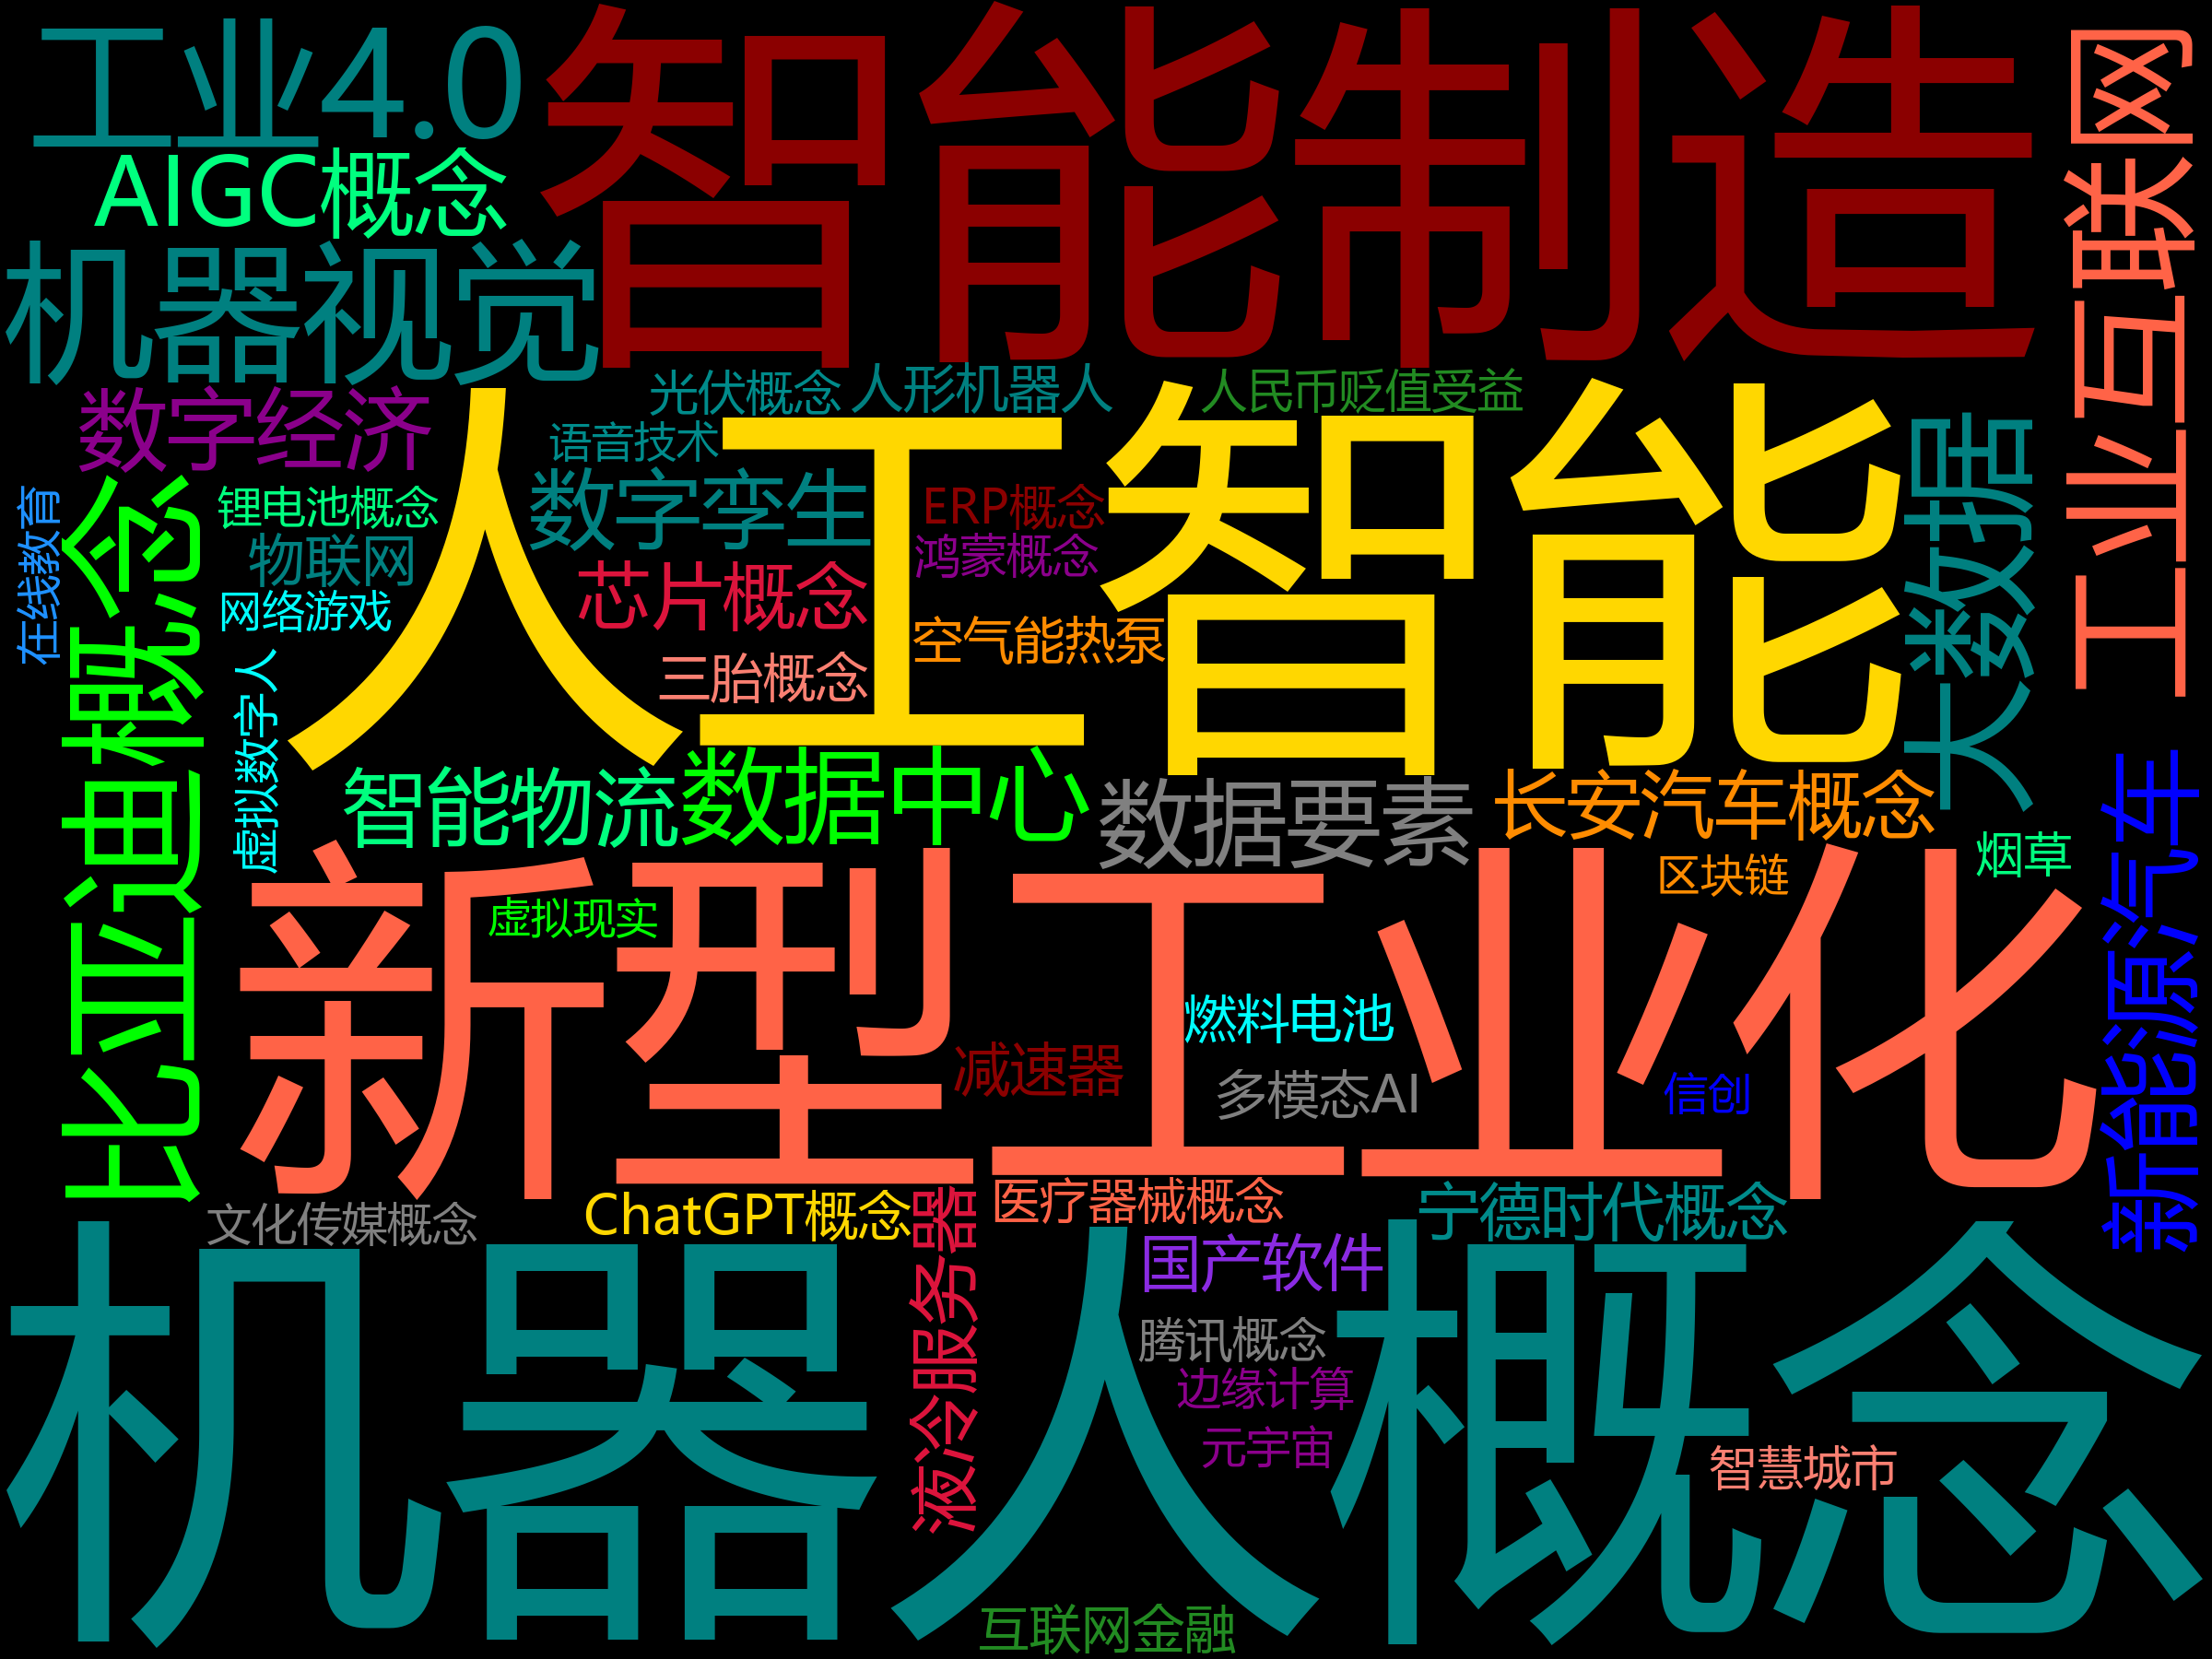 工业4.0
智能制造
工业互联网
AIGC概念
机器视觉
光伏概念
人形机器人
人民币贬值受益
数字经济
人工智能
大数据
语音技术
数字孪生
锂电池概念
ERP概念
在线教育
比亚迪概念
物联网
鸿蒙概念
芯片概念
网络游戏
空气能热泵
三胎概念
虚拟数字人
智能物流
数据中心
数据要素
长安汽车概念
新能源汽车
烟草
区块链
新型工业化
虚拟现实
燃料电池
减速器
多模态AI
信创
文化传媒概念
ChatGPT概念
液冷服务器
医疗器械概念
宁德时代概念
国产软件
机器人概念
腾讯概念
边缘计算
元宇宙
智慧城市
互联网金融